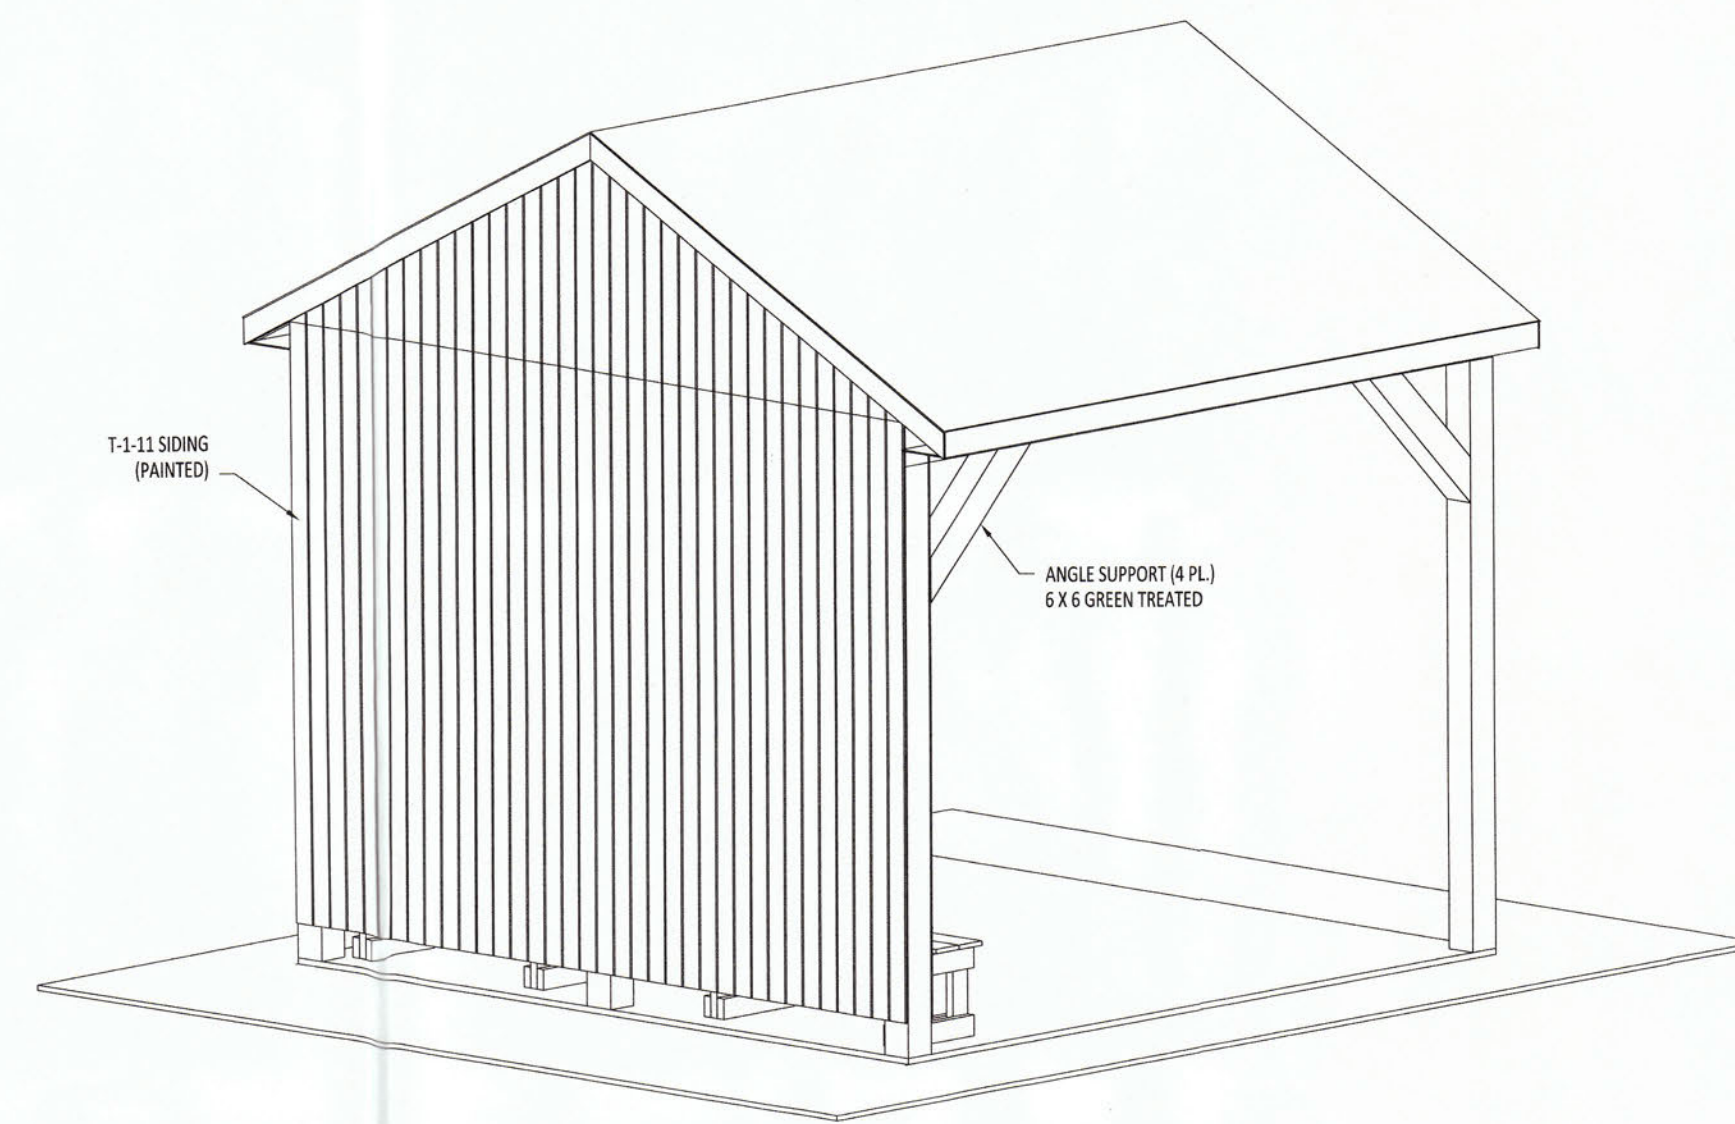 T-1-11 SIDING
(PAINTED)
ANGLE SUPPORT (4 PL.)
6 X 6 GREEN TREATED